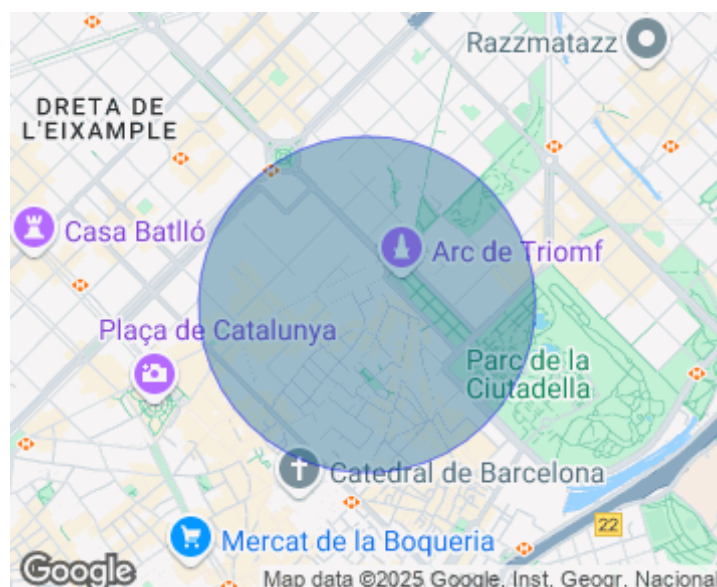 Razzmatazz
DRETA DE
L'EIXAMPLE
Casa Batlló
Arc de Triomf
Plaça de Catalunya
Parc de la
Ciutadella
Catedral de Barcelona
22
Mercat de la Boqueria
Google
Map data ©2025 Google, Inst. Geogr. Nacional